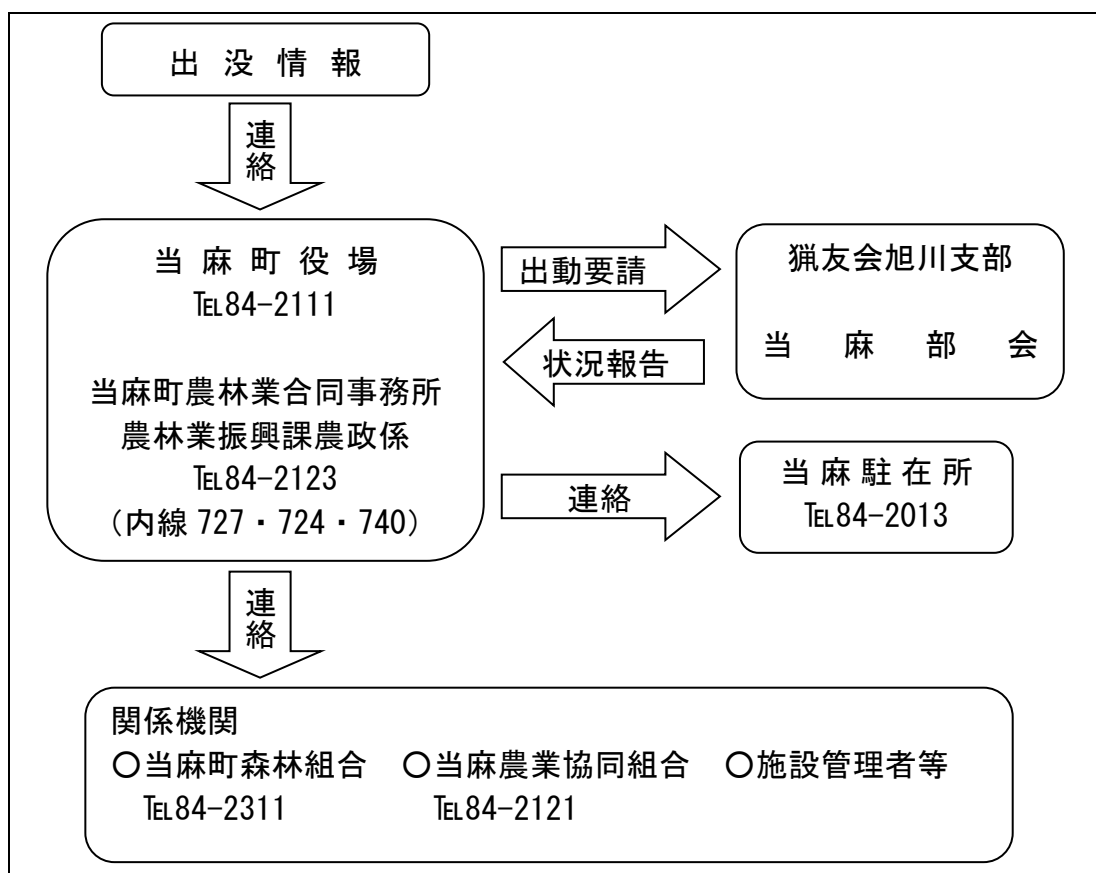 出没情報
連絡
当麻町役場
℡84-2111
当麻町農林業合同事務所
農林業振興課農政係
℡84-2123
（内線 727・724・740）
出動要請
猟友会旭川支部
当麻部会
状況報告
連絡
当麻駐在所
℡84-2013
連絡
関係機関
○当麻町森林組合 ○当麻農業協同組合 ○施設管理者等
℡84-2311 ℡84-2121